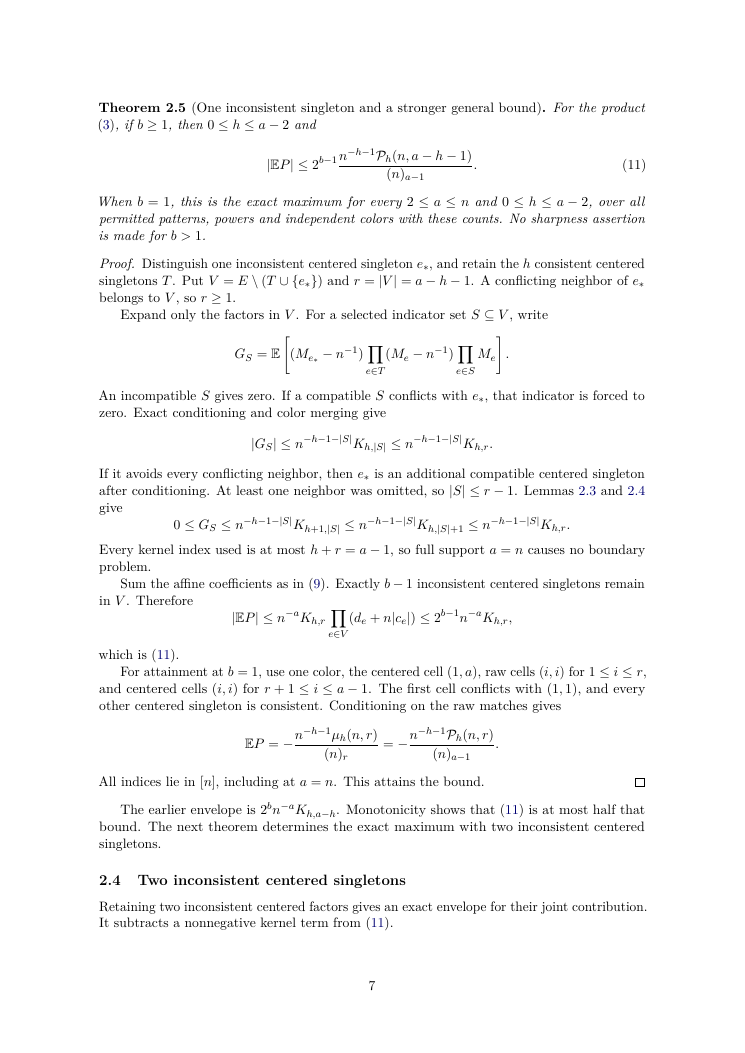 Theorem 2.5 (One inconsistent singleton and a stronger general bound). For the product
(3), if b ≥ 1, then 0 ≤ h ≤ a − 2 and
|𝔼P| ≤ 2^{b−1} \frac{n^{−h−1}𝒫_h(n, a − h − 1)}{(n)_{a−1}}. (11)
When b = 1, this is the exact maximum for every 2 ≤ a ≤ n and 0 ≤ h ≤ a − 2, over all
permitted patterns, powers and independent colors with these counts. No sharpness assertion
is made for b > 1.
Proof. Distinguish one inconsistent centered singleton e_*, and retain the h consistent centered
singletons T. Put V = E \ (T ∪ {e_*}) and r = |V| = a − h − 1. A conflicting neighbor of e_*
belongs to V, so r ≥ 1.
Expand only the factors in V. For a selected indicator set S ⊆ V, write
G_S = 𝔼 [ (M_{e_*} − n^{−1}) ∏_{e∈T} (M_e − n^{−1}) ∏_{e∈S} M_e ] .
An incompatible S gives zero. If a compatible S conflicts with e_*, that indicator is forced to
zero. Exact conditioning and color merging give
|G_S| ≤ n^{−h−1−|S|}K_{h,|S|} ≤ n^{−h−1−|S|}K_{h,r}.
If it avoids every conflicting neighbor, then e_* is an additional compatible centered singleton
after conditioning. At least one neighbor was omitted, so |S| ≤ r − 1. Lemmas 2.3 and 2.4
give
0 ≤ G_S ≤ n^{−h−1−|S|}K_{h+1,|S|} ≤ n^{−h−1−|S|}K_{h,|S|+1} ≤ n^{−h−1−|S|}K_{h,r}.
Every kernel index used is at most h + r = a − 1, so full support a = n causes no boundary
problem.
Sum the affine coefficients as in (9). Exactly b − 1 inconsistent centered singletons remain
in V. Therefore
|𝔼P| ≤ n^{−a}K_{h,r} ∏_{e∈V} (d_e + n|c_e|) ≤ 2^{b−1}n^{−a}K_{h,r},
which is (11).
For attainment at b = 1, use one color, the centered cell (1, a), raw cells (i, i) for 1 ≤ i ≤ r,
and centered cells (i, i) for r + 1 ≤ i ≤ a − 1. The first cell conflicts with (1, 1), and every
other centered singleton is consistent. Conditioning on the raw matches gives
𝔼P = −\frac{n^{−h−1}μ_h(n, r)}{(n)_r} = −\frac{n^{−h−1}𝒫_h(n, r)}{(n)_{a−1}}.
All indices lie in [n], including at a = n. This attains the bound. □
The earlier envelope is 2^b n^{−a}K_{h,a−h}. Monotonicity shows that (11) is at most half that
bound. The next theorem determines the exact maximum with two inconsistent centered
singletons.
2.4 Two inconsistent centered singletons
Retaining two inconsistent centered factors gives an exact envelope for their joint contribution.
It subtracts a nonnegative kernel term from (11).
7